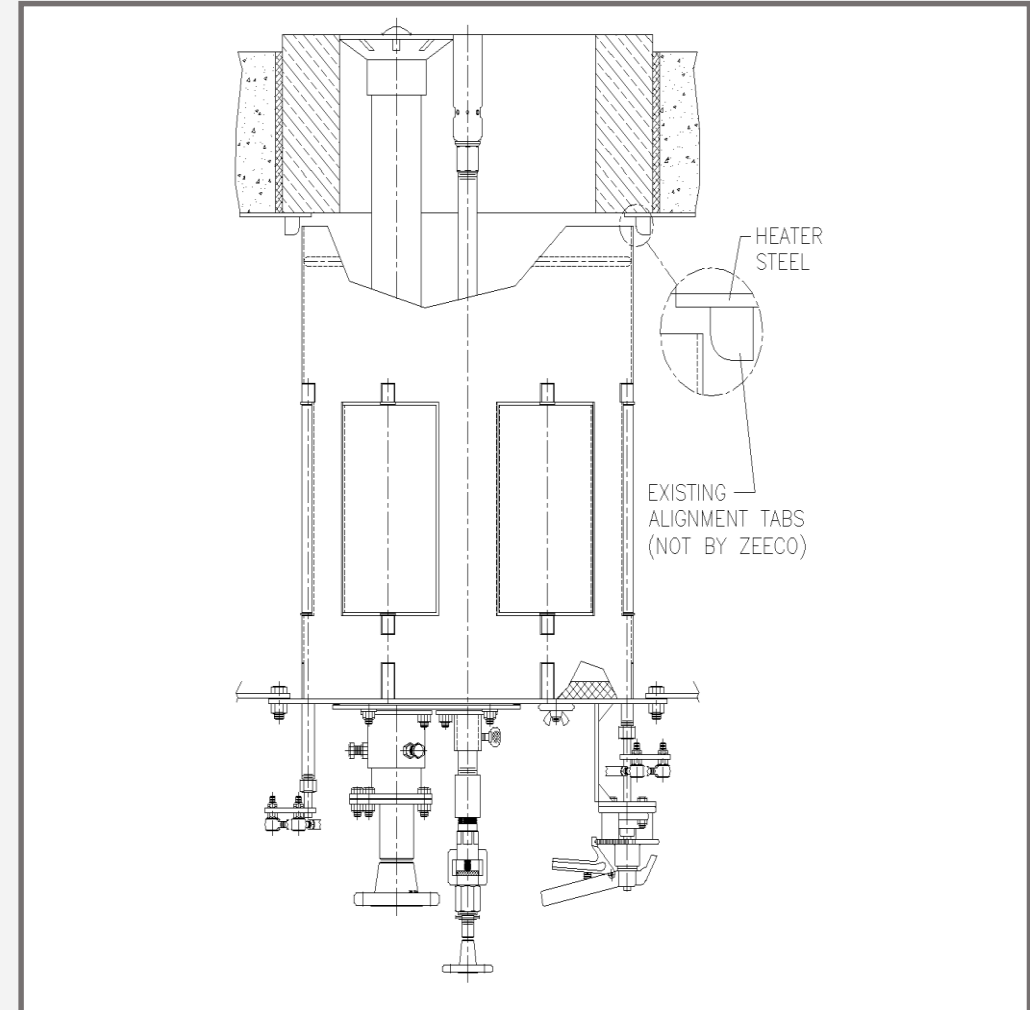 HEATER
STEEL
EXISTING
ALIGNMENT TABS
(NOT BY ZEECO)